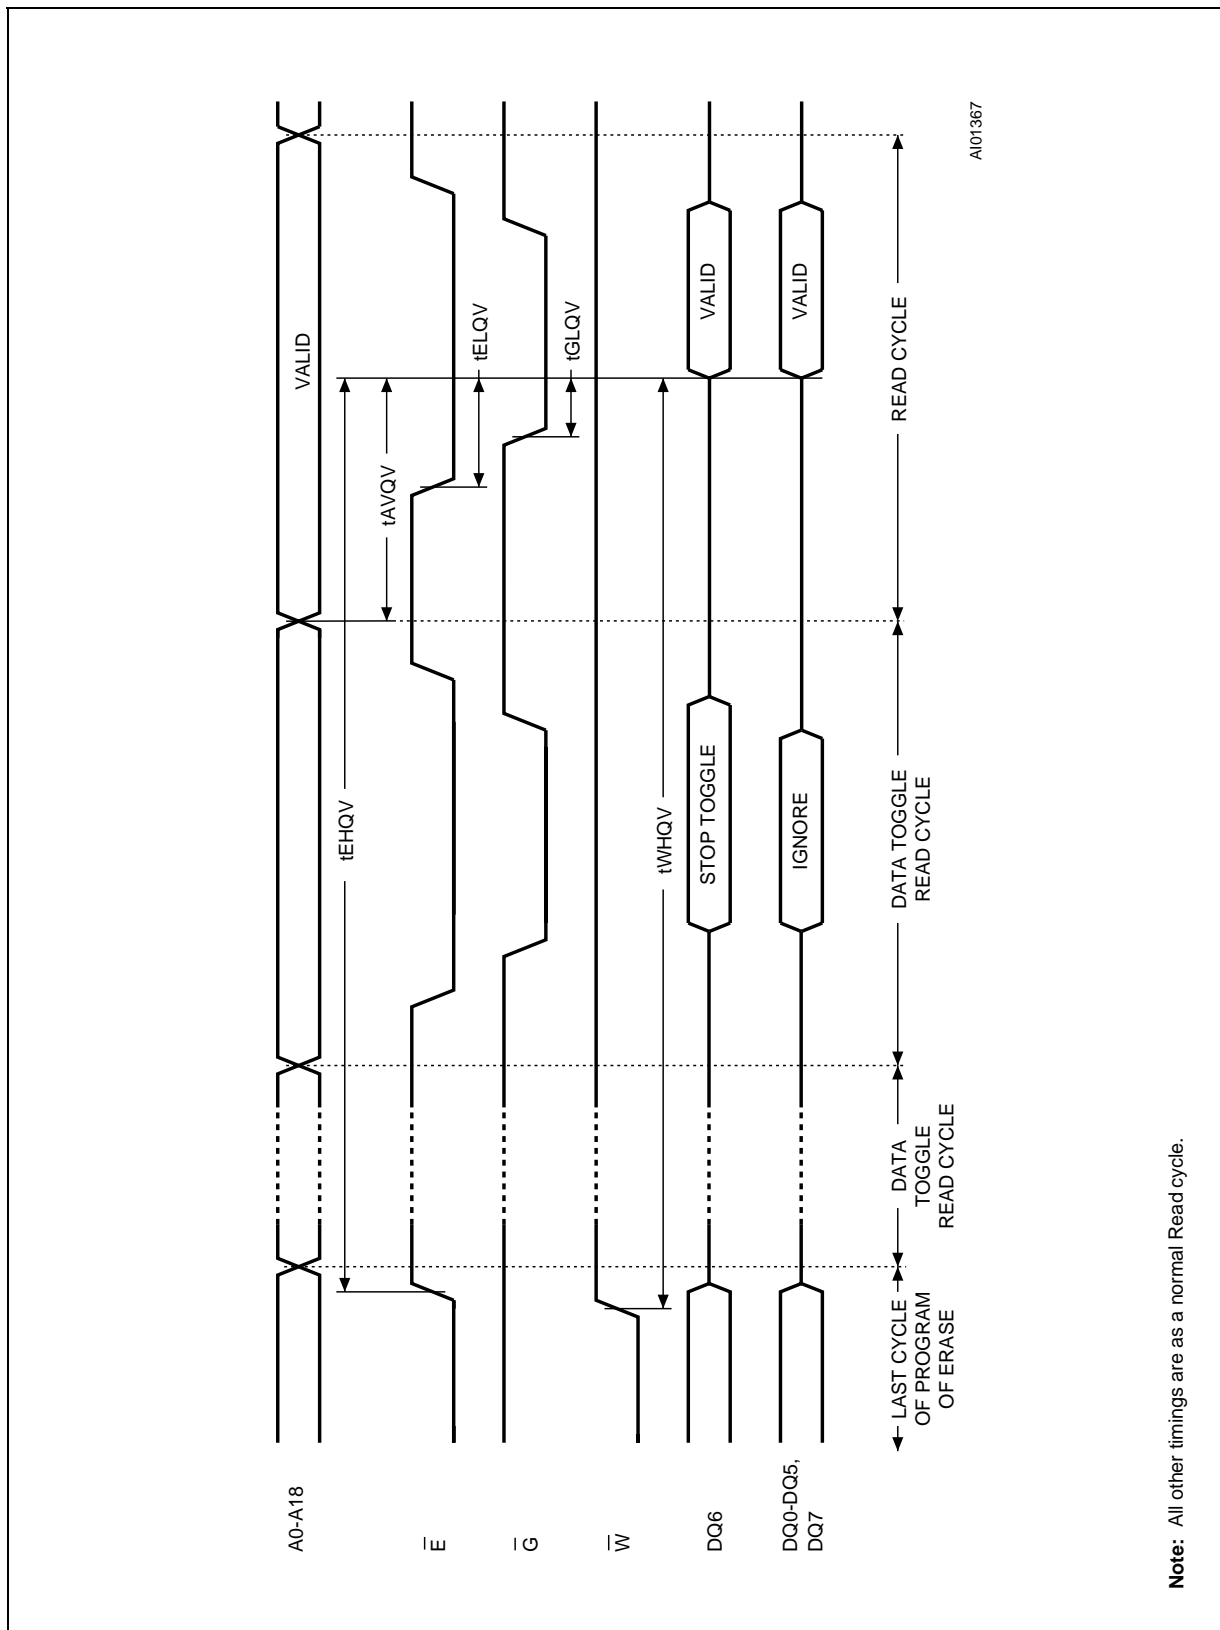 A0-A18
VALID
tEHQV
tAVQV
E
tELQV
G
tGLQV
W
tWHQV
DQ6
STOP TOGGLE
VALID
DQ0-DQ5,
DQ7
IGNORE
VALID
LAST CYCLE
OF PROGRAM
OF ERASE
DATA
TOGGLE
READ CYCLE
DATA TOGGLE
READ CYCLE
READ CYCLE
AI01367
Note: All other timings are as a normal Read cycle.